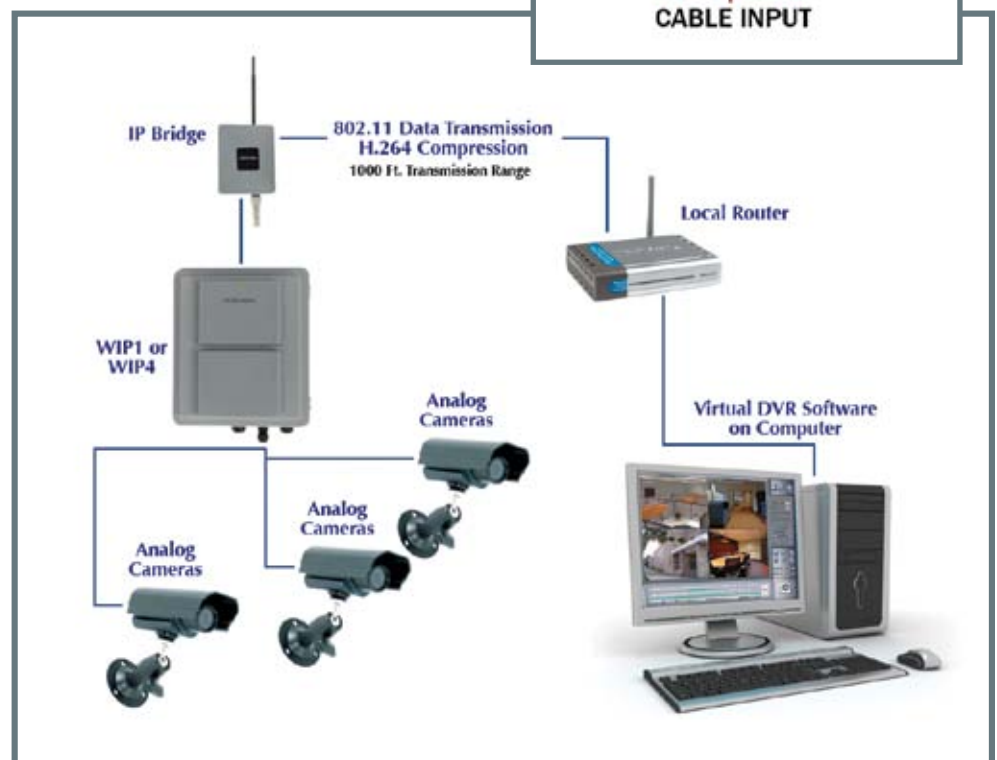 CABLE INPUT
IP Bridge
802.11 Data Transmission
H.264 Compression
1000 Ft. Transmission Range
Local Router
WIP1 or
WIP4
Analog
Cameras
Virtual DVR Software
on Computer
Analog
Cameras
Analog
Cameras